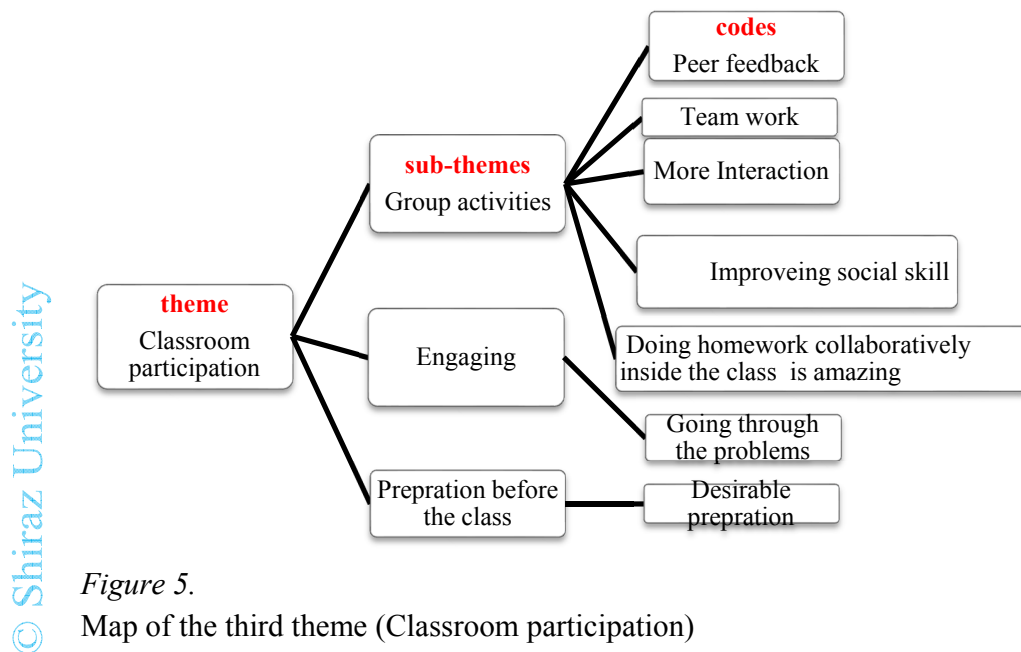 codes
Peer feedback
Team work
sub-themes
Group activities
More Interaction
Improveing social skill
theme
Classroom
participation
Engaging
Doing homework collaboratively
inside the class is amazing
Going through
the problems
Prepration before
the class
Desirable
prepration
© Shiraz University
Figure 5.
Map of the third theme (Classroom participation)